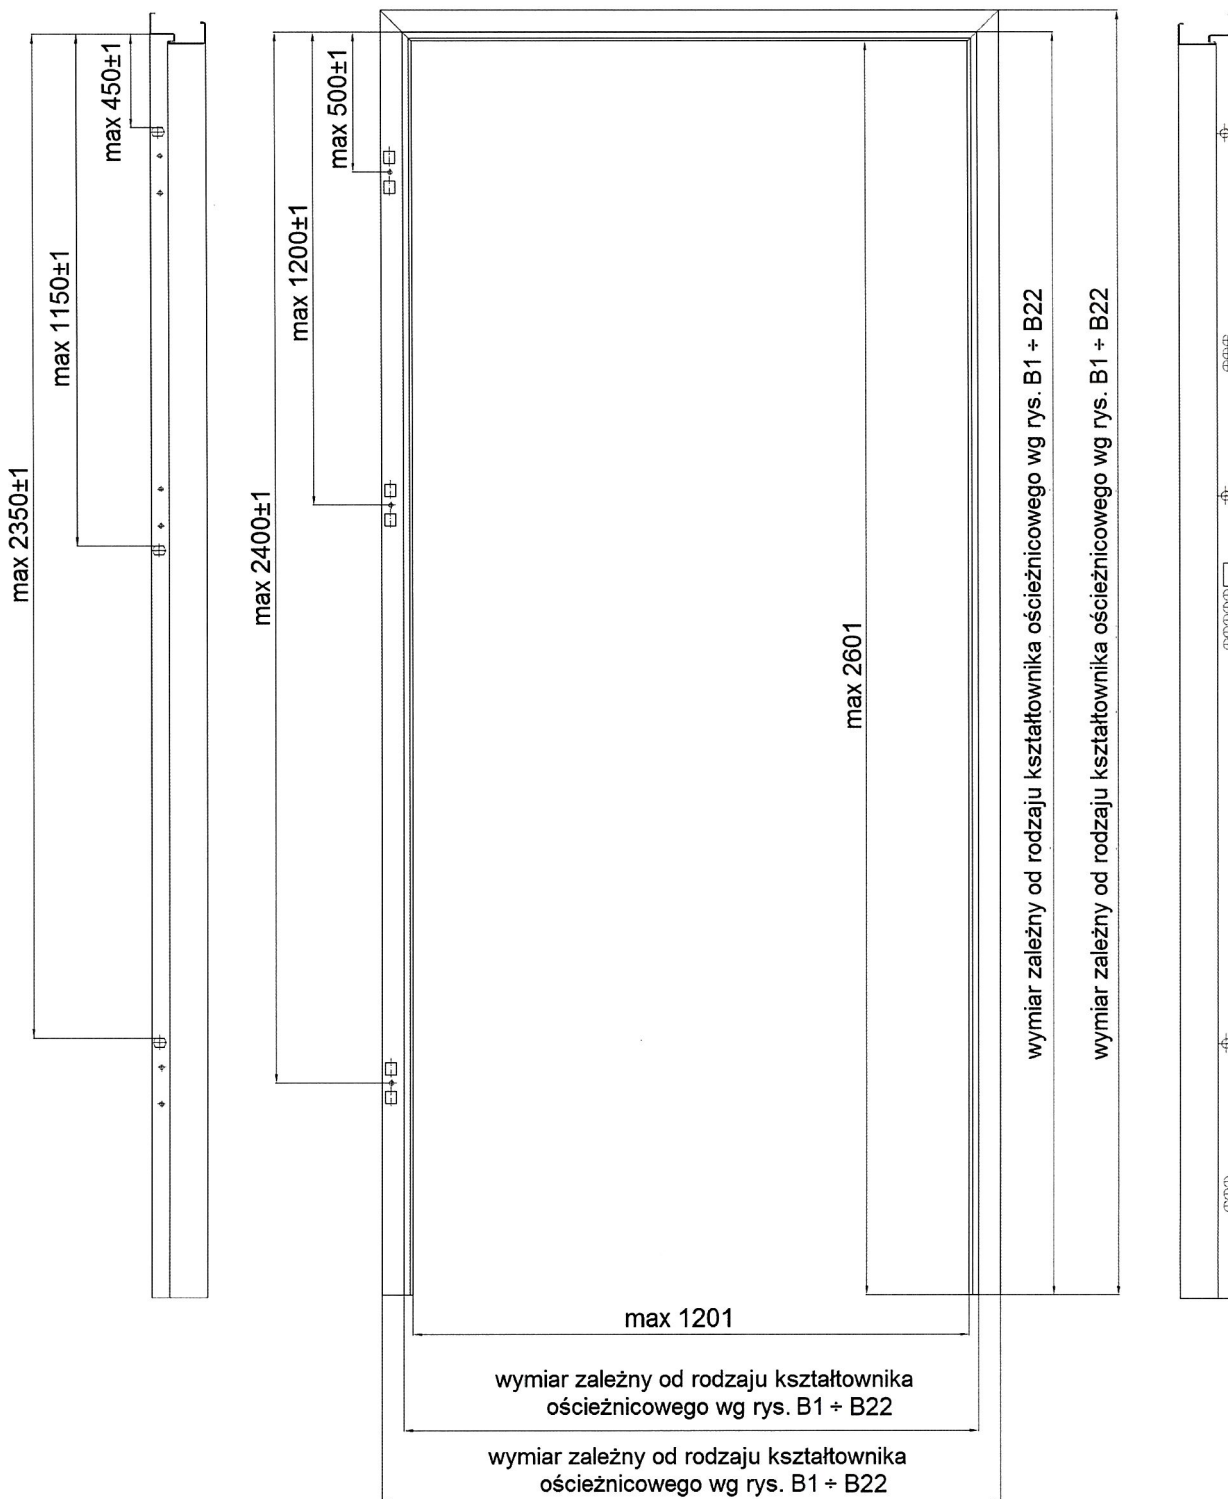 max 450±1
max 1150±1
max 2350±1
max 500±1
max 1200±1
max 2400±1
max 2601
wymiar zależny od rodzaju kształtownika ościeżnicowego wg rys. B1 ÷ B22
wymiar zależny od rodzaju kształtownika ościeżnicowego wg rys. B1 ÷ B22
max 1201
wymiar zależny od rodzaju kształtownika
ościeżnicowego wg rys. B1 ÷ B22
wymiar zależny od rodzaju kształtownika
ościeżnicowego wg rys. B1 ÷ B22